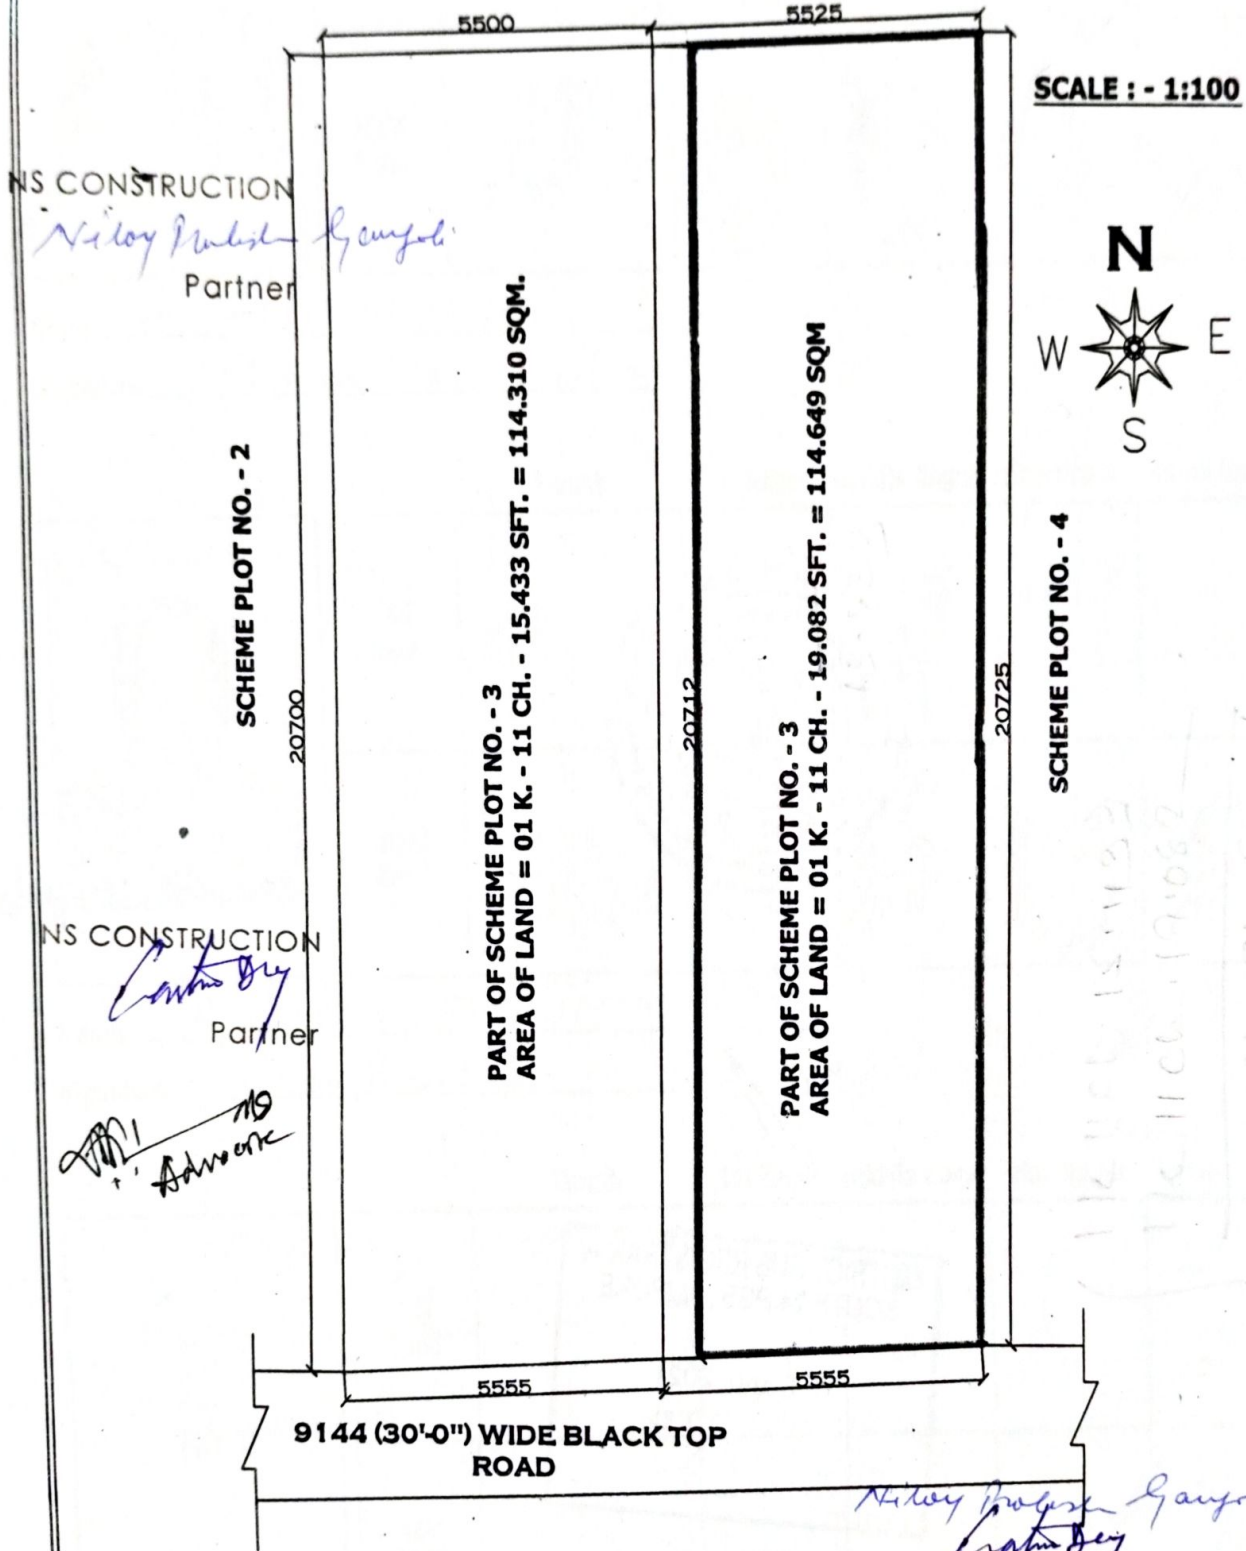 5500
5525
SCALE : - 1:100
NS CONSTRUCTION
Partner
N
W
E
S
SCHEME PLOT NO. - 2
20700
PART OF SCHEME PLOT NO. - 3
AREA OF LAND = 01 K. - 11 CH. - 15.433 SFT. = 114.310 SQM.
20712
PART OF SCHEME PLOT NO. - 3
AREA OF LAND = 01 K. - 11 CH. - 19.082 SFT. = 114.649 SQM
20725
SCHEME PLOT NO. - 4
NS CONSTRUCTION
Partner
Advocate
5555
5555
9144 (30'-0") WIDE BLACK TOP
ROAD